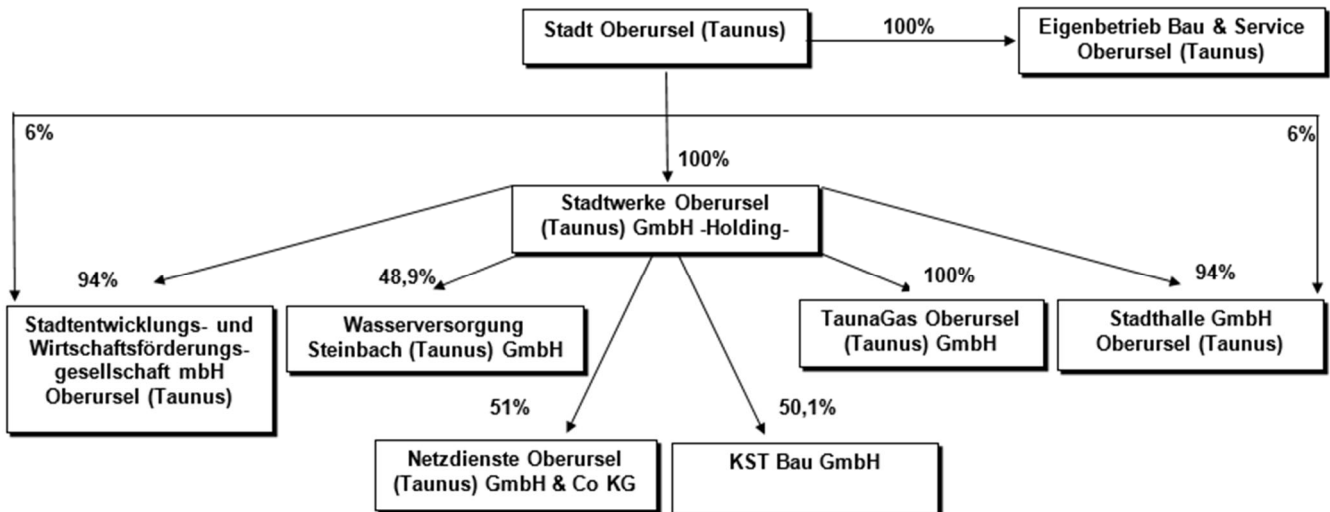 Stadt Oberursel (Taunus)
100%
Eigenbetrieb Bau & Service
Oberursel (Taunus)
6%
6%
100%
Stadtwerke Oberursel
(Taunus) GmbH -Holding-
94%
48,9%
100%
94%
Stadtentwicklungs- und
Wirtschaftsförderungs-
gesellschaft mbH
Oberursel (Taunus)
Wasserversorgung
Steinbach (Taunus) GmbH
TaunaGas Oberursel
(Taunus) GmbH
Stadthalle GmbH
Oberursel (Taunus)
51%
50,1%
Netzdienste Oberursel
(Taunus) GmbH & Co KG
KST Bau GmbH